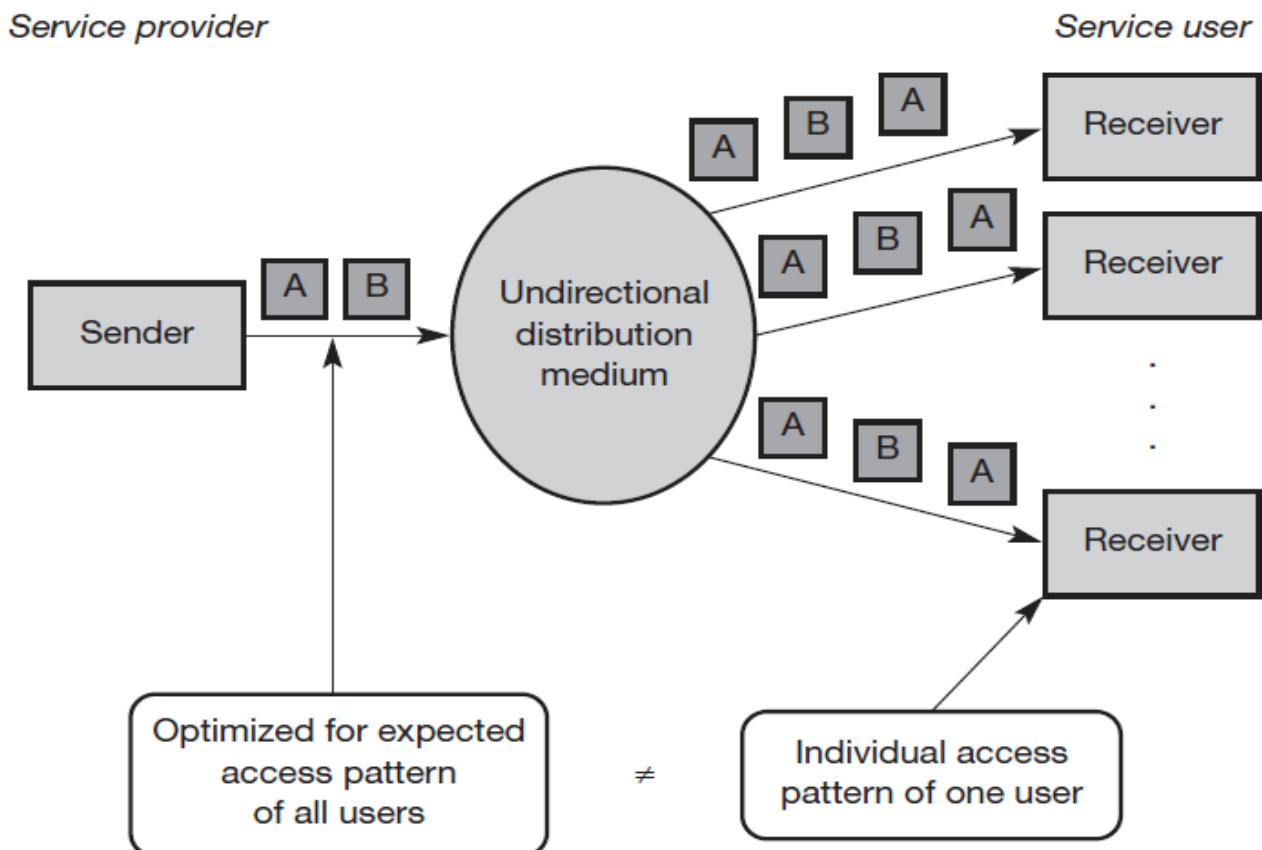 Service provider
Service user
A B A
Receiver
A B A
Receiver
A B
Sender
Undirectional
distribution
medium
.
.
.
A B A
Receiver
Optimized for expected
access pattern
of all users
≠
Individual access
pattern of one user